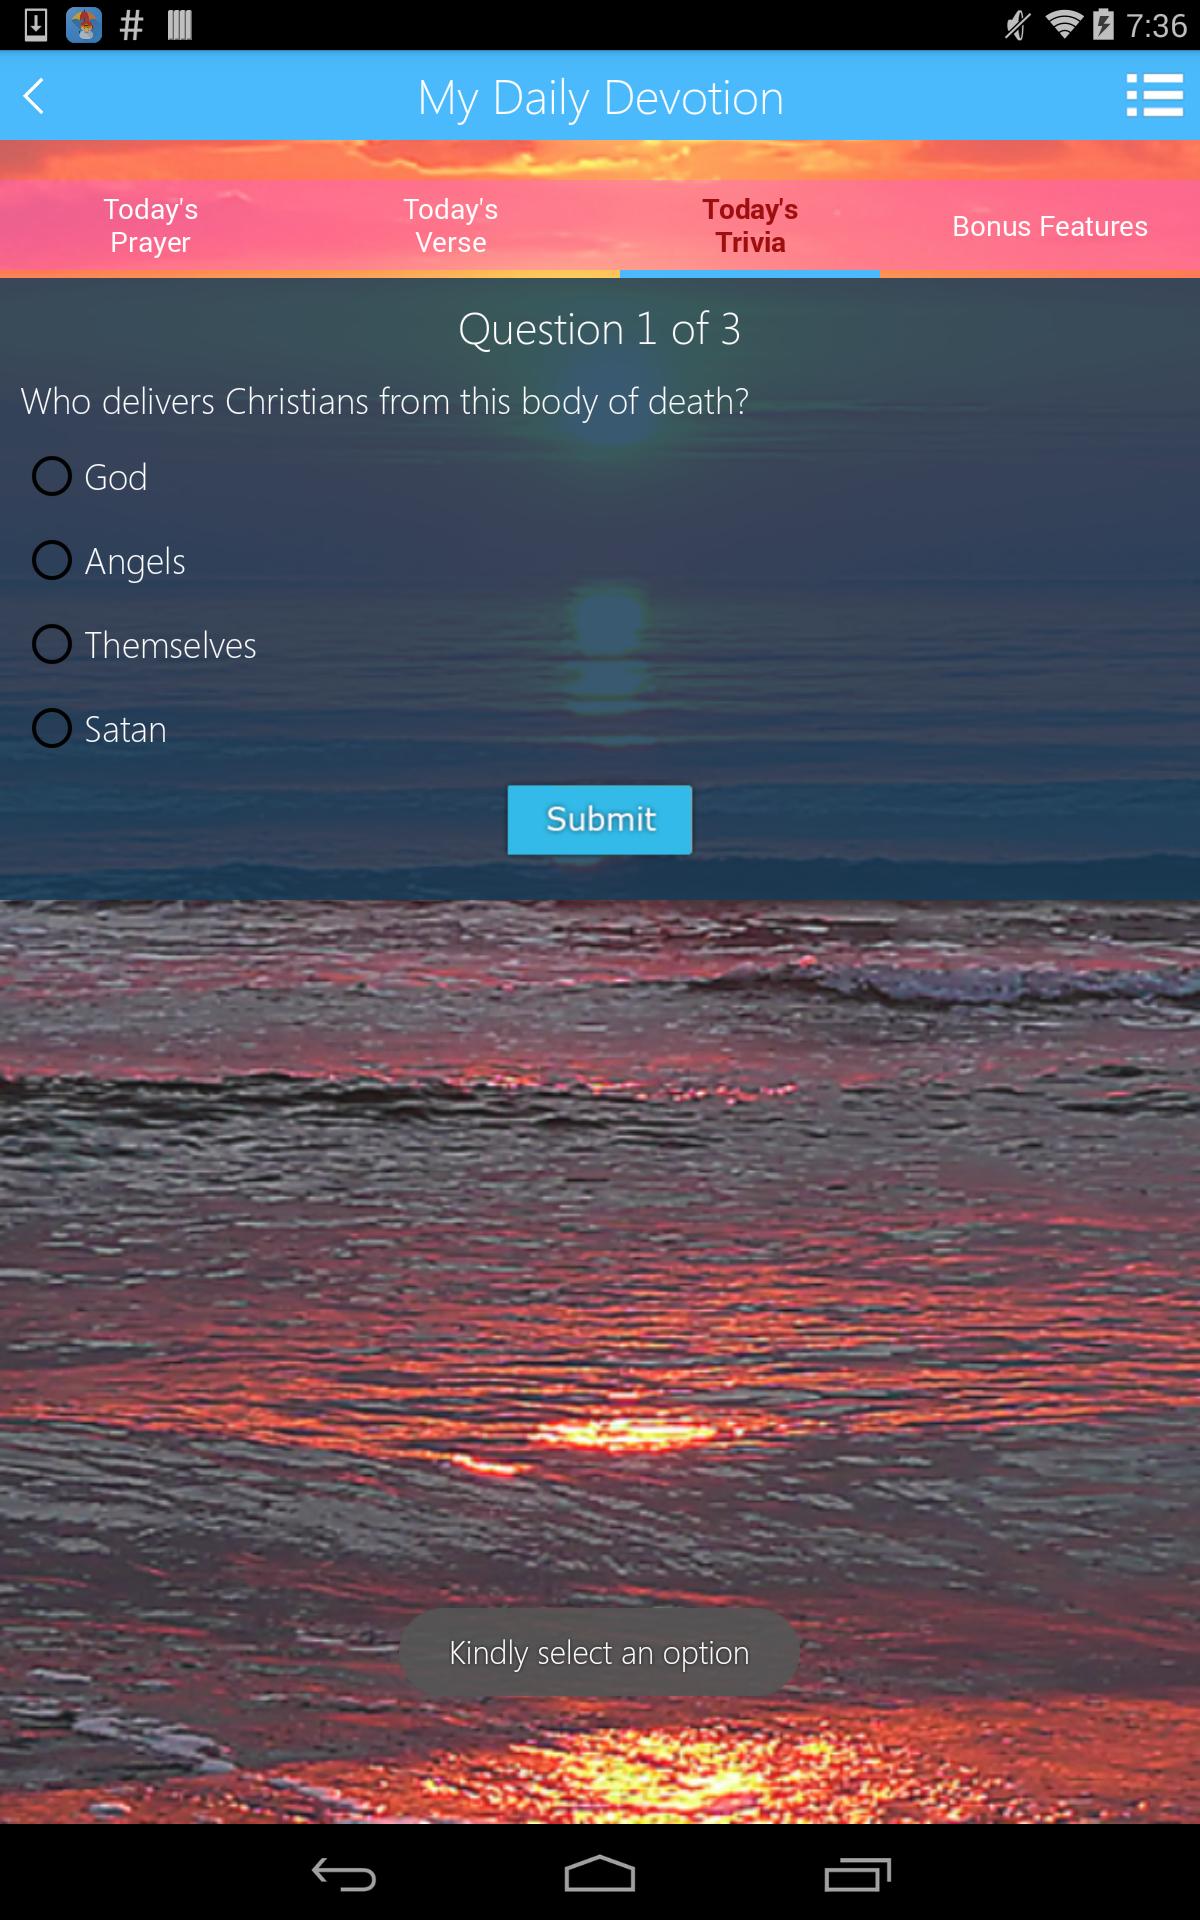 7:36
My Daily Devotion
Today's
Prayer
Today's
Verse
Today's
Trivia
Bonus Features
Question 1 of 3
Who delivers Christians from this body of death?
God
Angels
Themselves
Satan
Submit
Kindly select an option